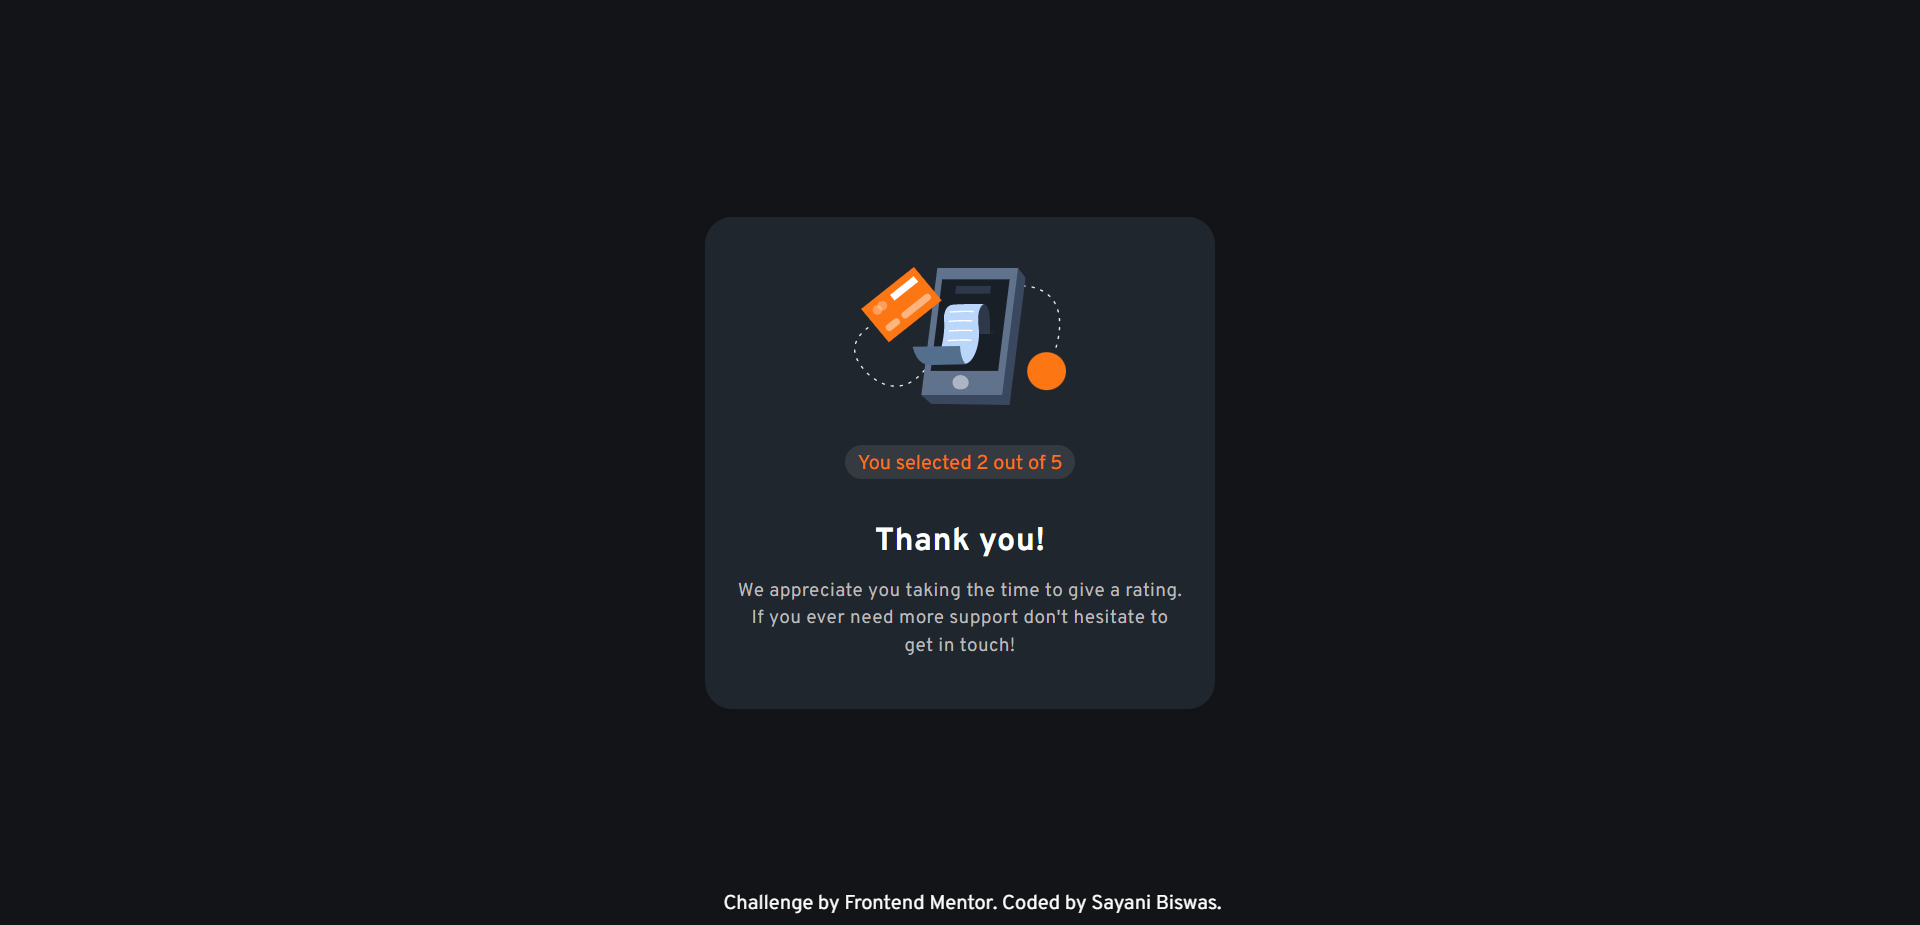 You selected 2 out of 5
Thank you!
We appreciate you taking the time to give a rating.
If you ever need more support don't hesitate to
get in touch!
Challenge by Frontend Mentor. Coded by Sayani Biswas.